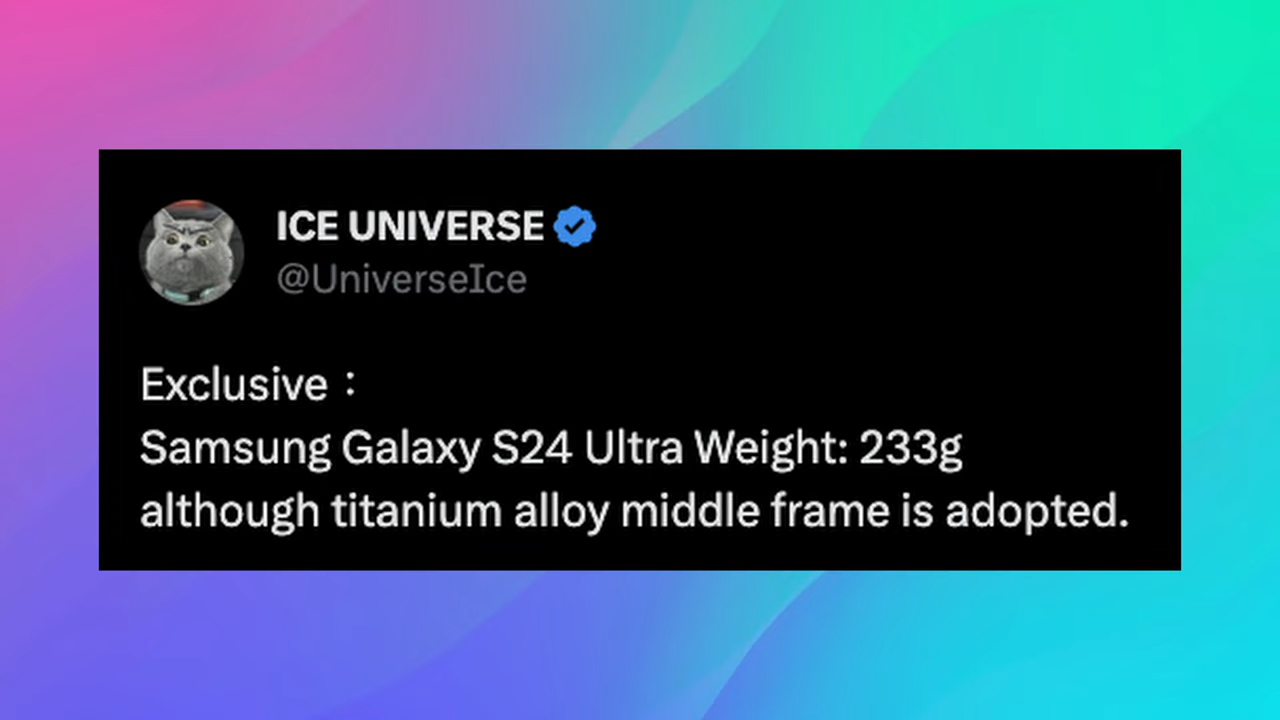 ICE UNIVERSE
@UniverseIce
Exclusive：
Samsung Galaxy S24 Ultra Weight: 233g
although titanium alloy middle frame is adopted.